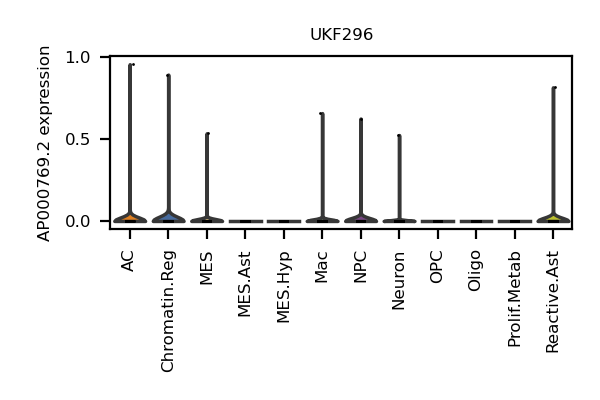 UKF296
AP000769.2 expression
1.0
0.5
0.0
AC
Chromatin.Reg
MES
MES.Ast
MES.Hyp
Mac
NPC
Neuron
OPC
Oligo
Prolif.Metab
Reactive.Ast